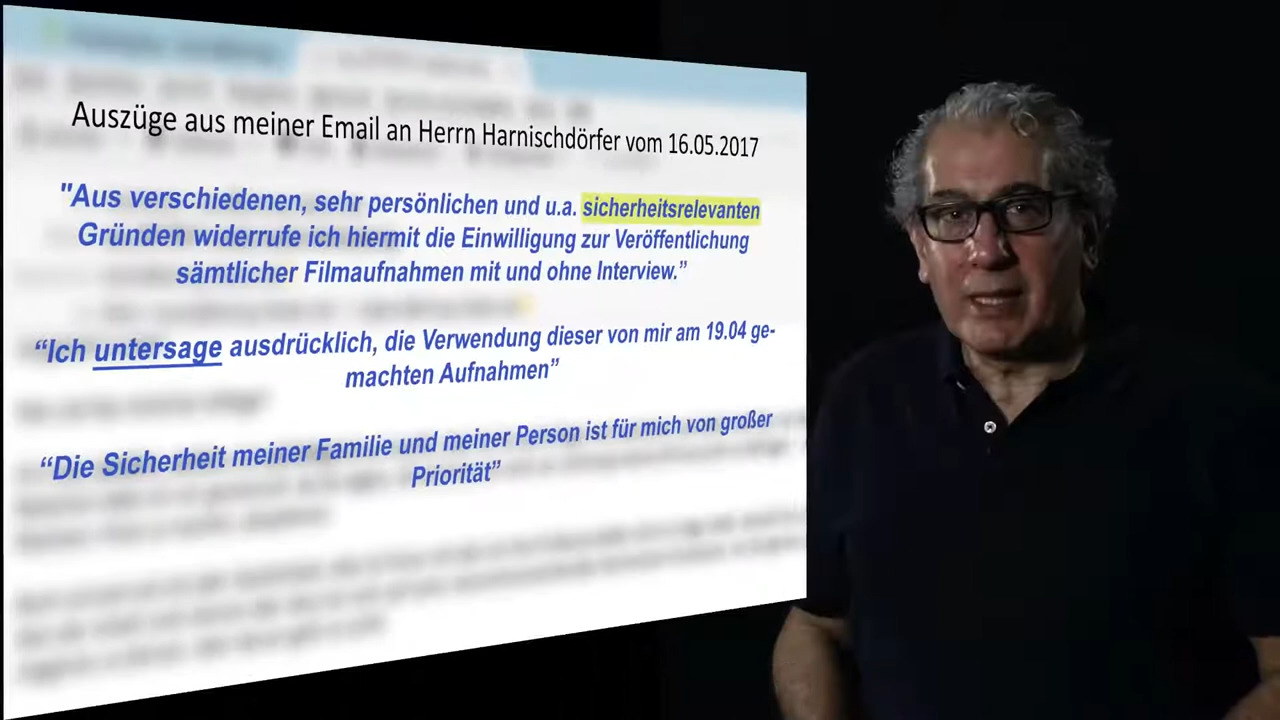 Auszüge aus meiner Email an Herrn Harnischdörfer vom 16.05.2017
"Aus verschiedenen, sehr persönlichen und u.a. sicherheitsrelevanten
Gründen widerrufe ich hiermit die Einwilligung zur Veröffentlichung
sämtlicher Filmaufnahmen mit und ohne Interview.”
“Ich untersage ausdrücklich, die Verwendung dieser von mir am 19.04 ge-
machten Aufnahmen”
“Die Sicherheit meiner Familie und meiner Person ist für mich von großer
Priorität”